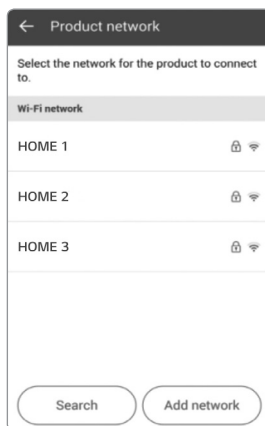 Product network
Select the network for the product to connect
to.
Wi-Fi network
HOME 1
HOME 2
HOME 3
Search
Add network